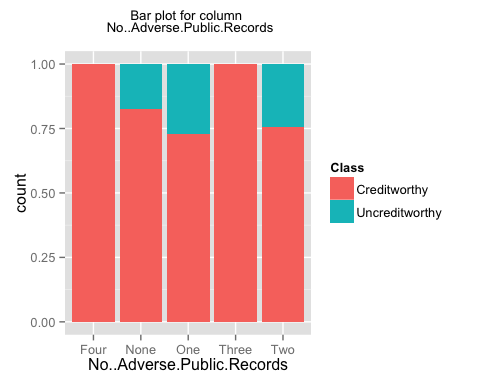 Bar plot for column
No..Adverse.Public.Records
1.00
0.75
0.50
0.25
0.00
count
Four None One Three Two
No..Adverse.Public.Records
Class
Creditworthy
Uncreditworthy